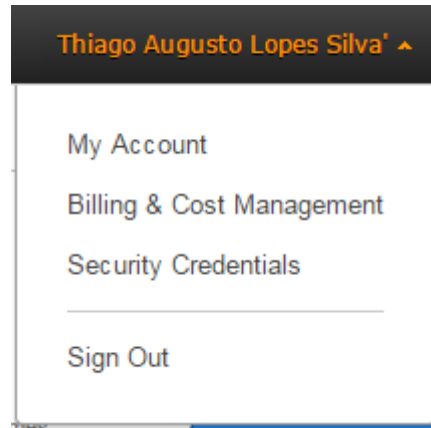 Thiago Augusto Lopes Silva'
My Account
Billing & Cost Management
Security Credentials
Sign Out